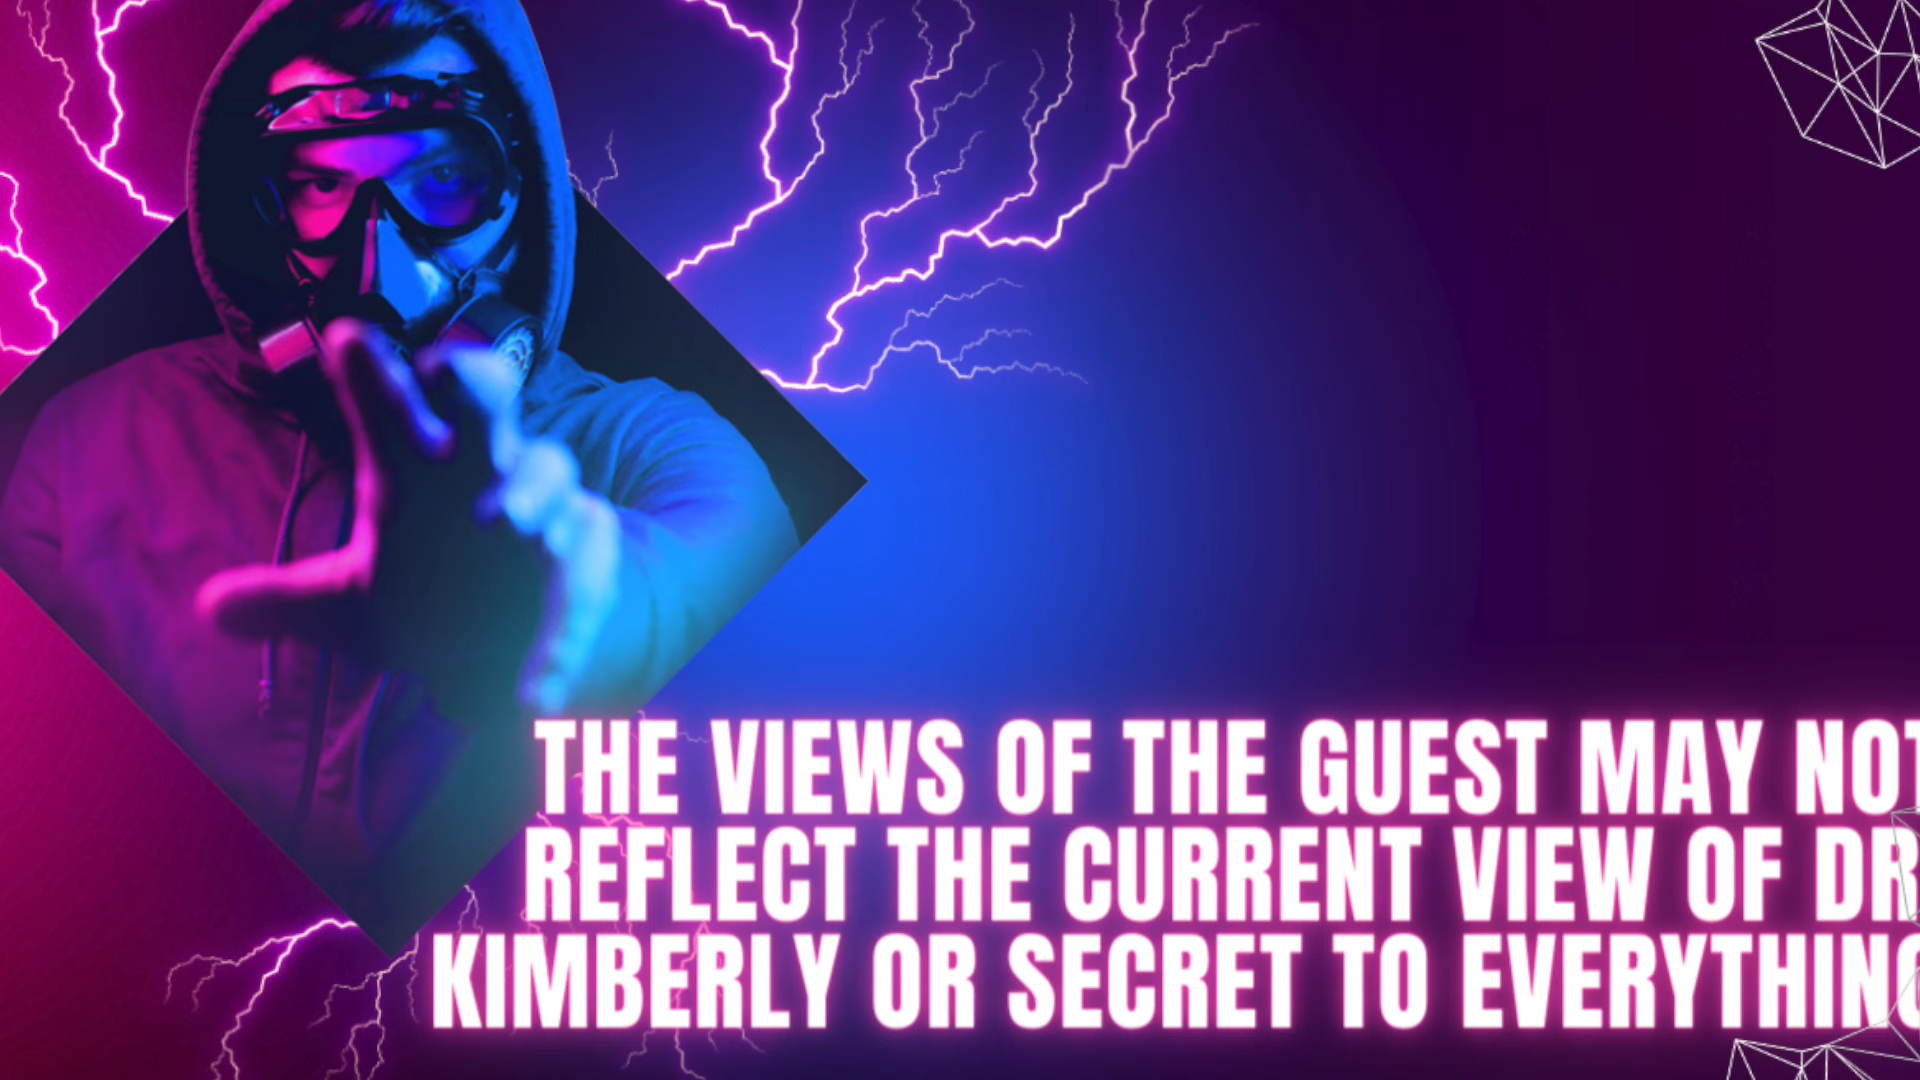 THE VIEWS OF THE GUEST MAY NOT
REFLECT THE CURRENT VIEW OF DR
KIMBERLY OR SECRET TO EVERYTHING